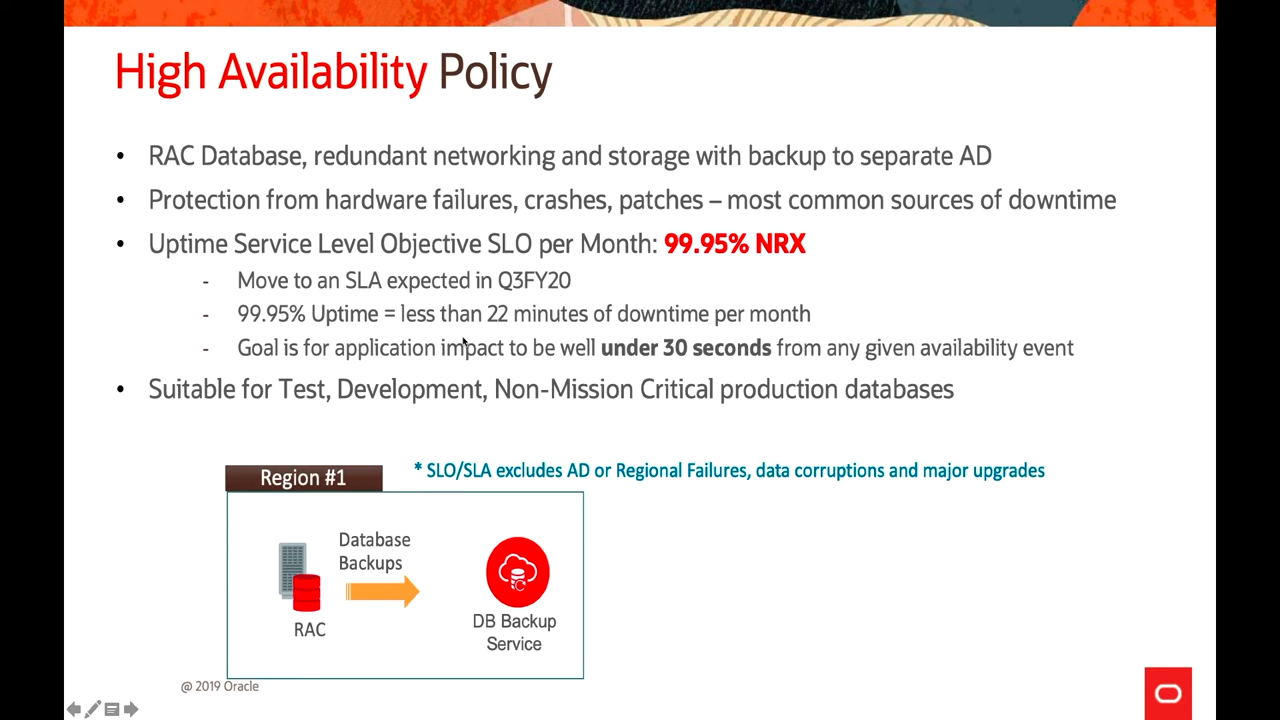 High Availability Policy
• RAC Database, redundant networking and storage with backup to separate AD
• Protection from hardware failures, crashes, patches – most common sources of downtime
• Uptime Service Level Objective SLO per Month: 99.95% NRX
- Move to an SLA expected in Q3FY20
- 99.95% Uptime = less than 22 minutes of downtime per month
- Goal is for application impact to be well under 30 seconds from any given availability event
• Suitable for Test, Development, Non-Mission Critical production databases
Region #1
* SLO/SLA excludes AD or Regional Failures, data corruptions and major upgrades
Database
Backups
RAC
DB Backup
Service
@ 2019 Oracle